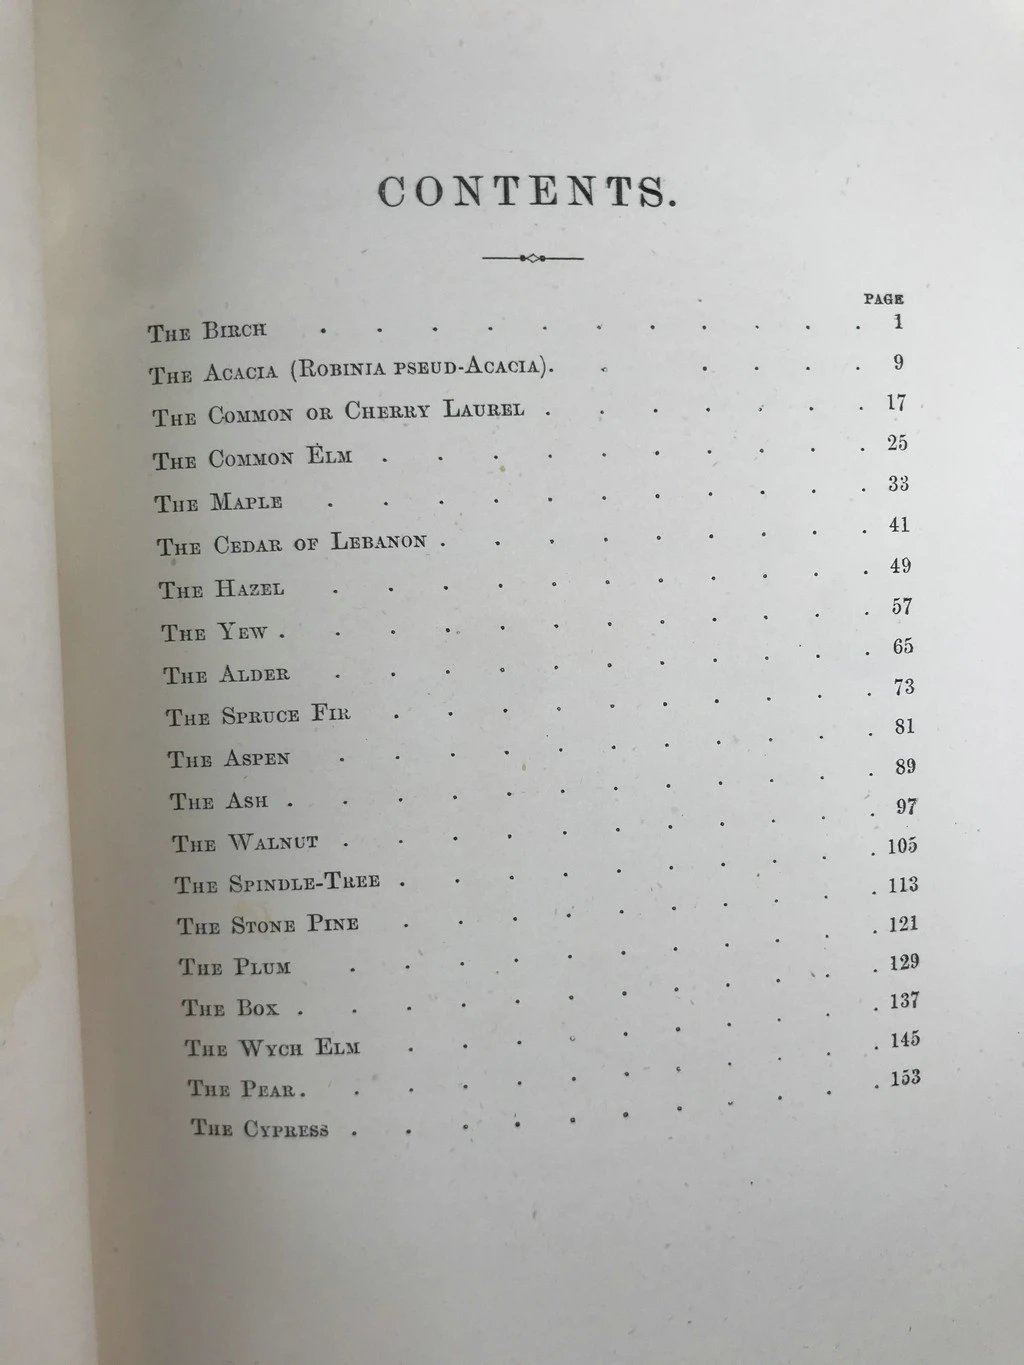 CONTENTS.
PAGE
The Birch . . . . . . . . . . . 1
The Acacia (Robinia pseud-Acacia). . . . . . 9
The Common or Cherry Laurel . . . . . . . 17
The Common Elm . . . . . . . . . . 25
The Maple . . . . . . . . . . . 33
The Cedar of Lebanon . . . . . . . . . 41
The Hazel . . . . . . . . . . . 49
The Yew . . . . . . . . . . . . 57
The Alder . . . . . . . . . . . 65
The Spruce Fir . . . . . . . . . . 73
The Aspen . . . . . . . . . . . 81
The Ash . . . . . . . . . . . . 89
The Walnut . . . . . . . . . . . 97
The Spindle-Tree . . . . . . . . . . 105
The Stone Pine . . . . . . . . . . 113
The Plum . . . . . . . . . . . 121
The Box . . . . . . . . . . . . 129
The Wych Elm . . . . . . . . . . 137
The Pear. . . . . . . . . . . . 145
The Cypress . . . . . . . . . . . 153